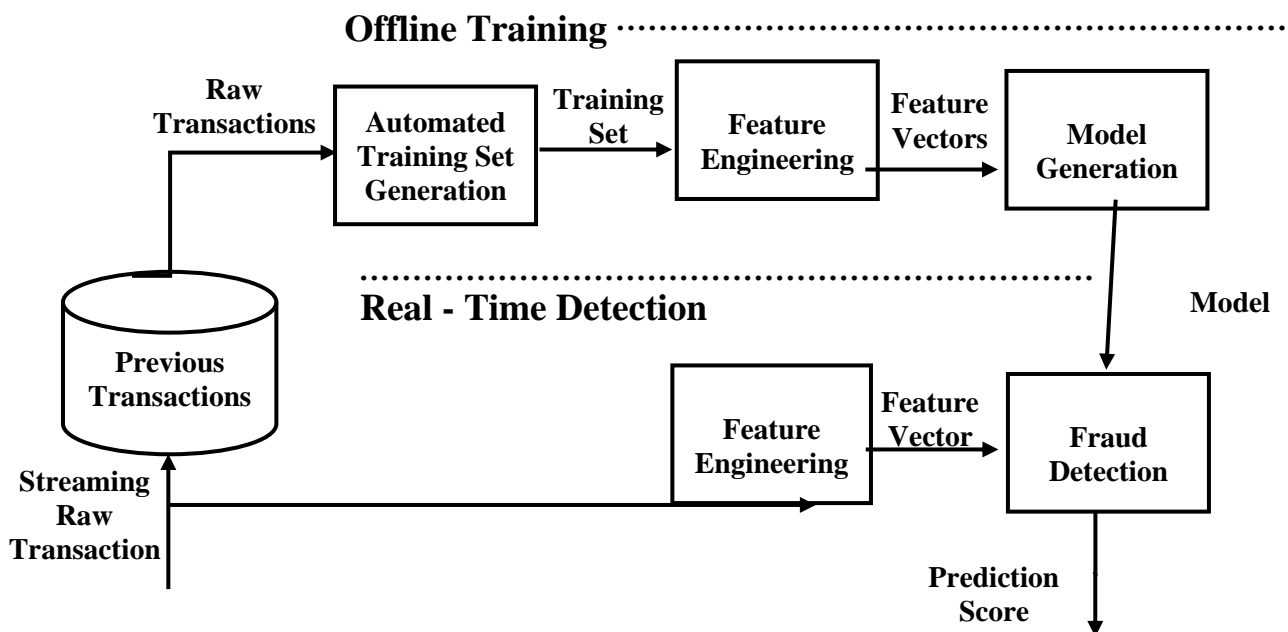 Offline Training
Raw
Transactions
Automated
Training Set
Generation
Training
Set
Feature
Engineering
Feature
Vectors
Model
Generation
Real - Time Detection
Model
Previous
Transactions
Feature
Engineering
Feature
Vector
Fraud
Detection
Streaming
Raw
Transaction
Prediction
Score